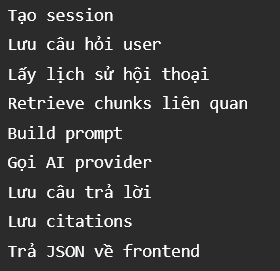 Tạo session
Lưu câu hỏi user
Lấy lịch sử hội thoại
Retrieve chunks liên quan
Build prompt
Gọi AI provider
Lưu câu trả lời
Lưu citations
Trả JSON về frontend